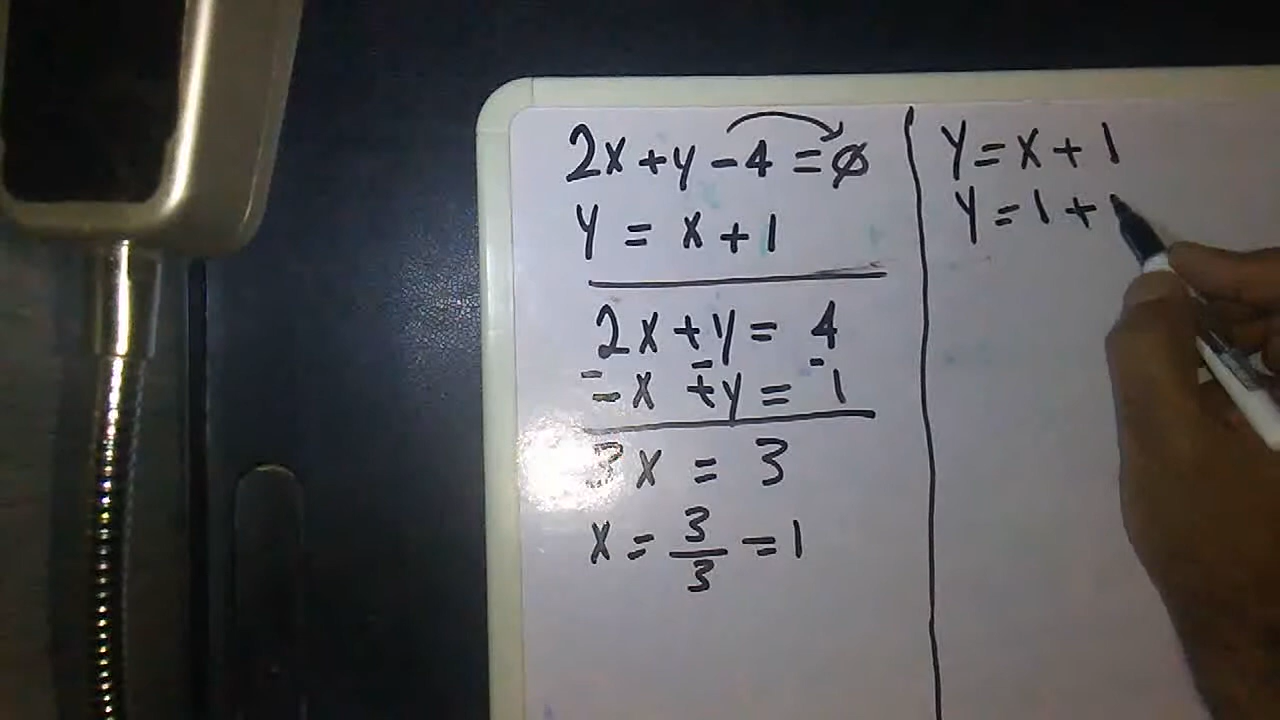 2x + y - 4 = 0
y = x + 1
2x + y = 4
- x + y = 1
3x = 3
x = 3/3 = 1
y = x + 1
y = 1 +